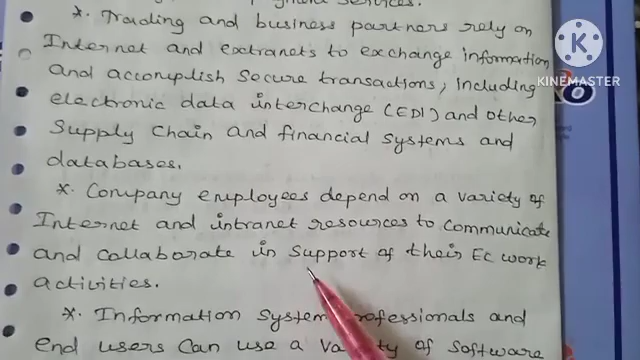 services.
*. Trading and business partners rely on
Internet and extranets to exchange information
and accomplish secure transactions, including
electronic data interchange (EDI) and other
Supply Chain and financial systems and
databases.
*. Company employees depend on a variety of
Internet and intranet resources to communicate
and collaborate in support of their EC work
activities.
*. Information System professionals and
end users can use a variety of software
KINEMASTER